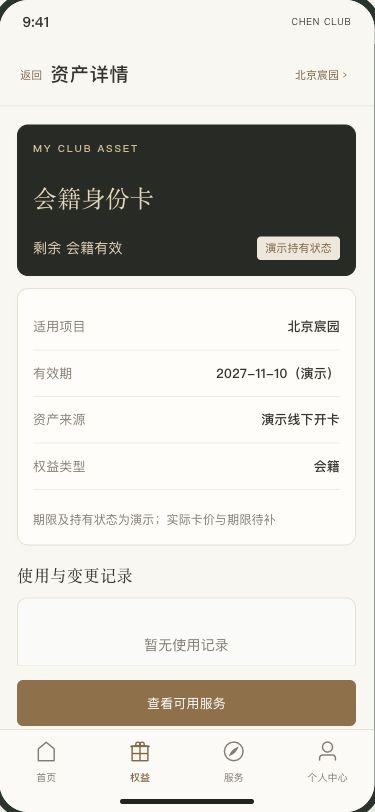 9:41 CHEN CLUB
返回 资产详情 北京宸园 ›
MY CLUB ASSET
会籍身份卡
剩余 会籍有效 演示持有状态
适用项目 北京宸园
有效期 2027-11-10（演示）
资产来源 演示线下开卡
权益类型 会籍
期限及持有状态为演示；实际卡价与期限待补
使用与变更记录
暂无使用记录
查看可用服务
首页 权益 服务 个人中心